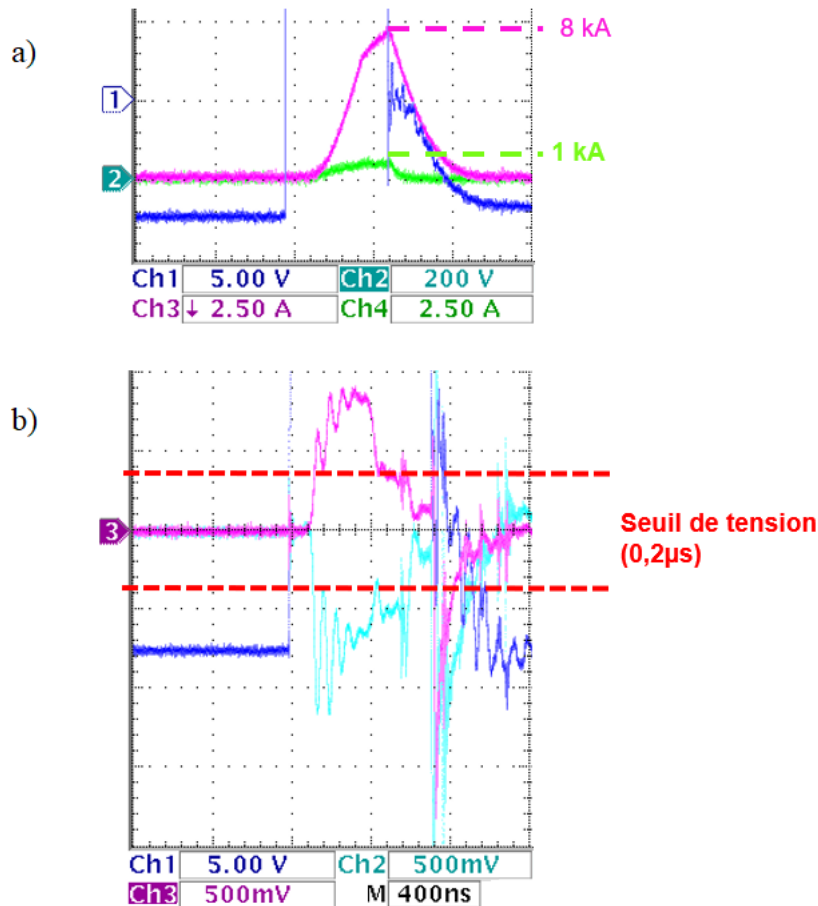 a)
8 kA
1
1 kA
2
Ch1 5.00 V Ch2 200 V
Ch3 ↓ 2.50 A Ch4 2.50 A
b)
3
Seuil de tension
(0,2µs)
Ch1 5.00 V Ch2 500mV
Ch3 500mV M 400ns